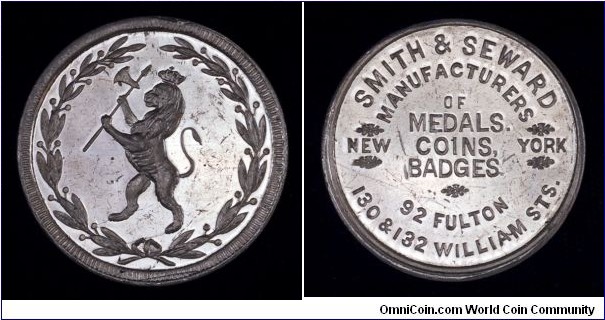 SMITH & SEWARD
MANUFACTURERS
OF
MEDALS.
NEW COINS, YORK
BADGES
92 FULTON
130 & 132 WILLIAM STS.
OmniCoin.com World Coin Community